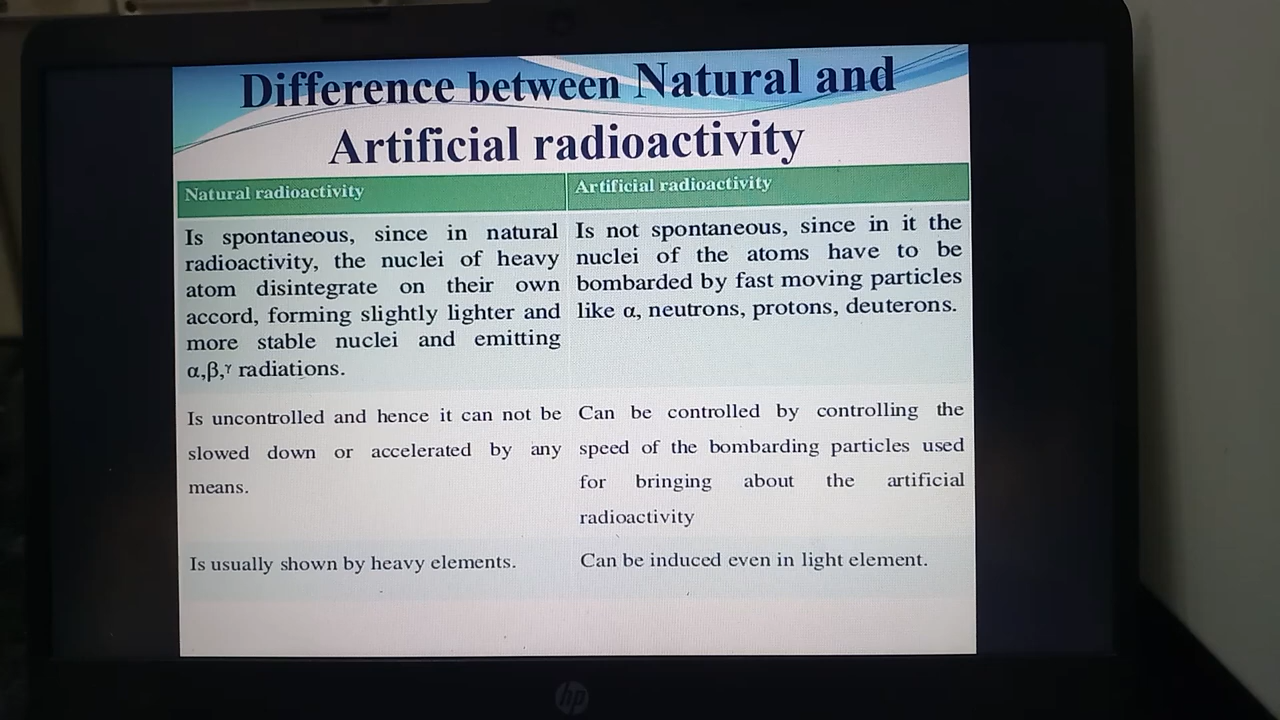 Difference between Natural and
Artificial radioactivity
Natural radioactivity
Artificial radioactivity
Is spontaneous, since in natural
radioactivity, the nuclei of heavy
atom disintegrate on their own
accord, forming slightly lighter and
more stable nuclei and emitting
α,β,γ radiations.
Is not spontaneous, since in it the
nuclei of the atoms have to be
bombarded by fast moving particles
like α, neutrons, protons, deuterons.
Is uncontrolled and hence it can not be
slowed down or accelerated by any
means.
Can be controlled by controlling the
speed of the bombarding particles used
for bringing about the artificial
radioactivity
Is usually shown by heavy elements.
Can be induced even in light element.
hp